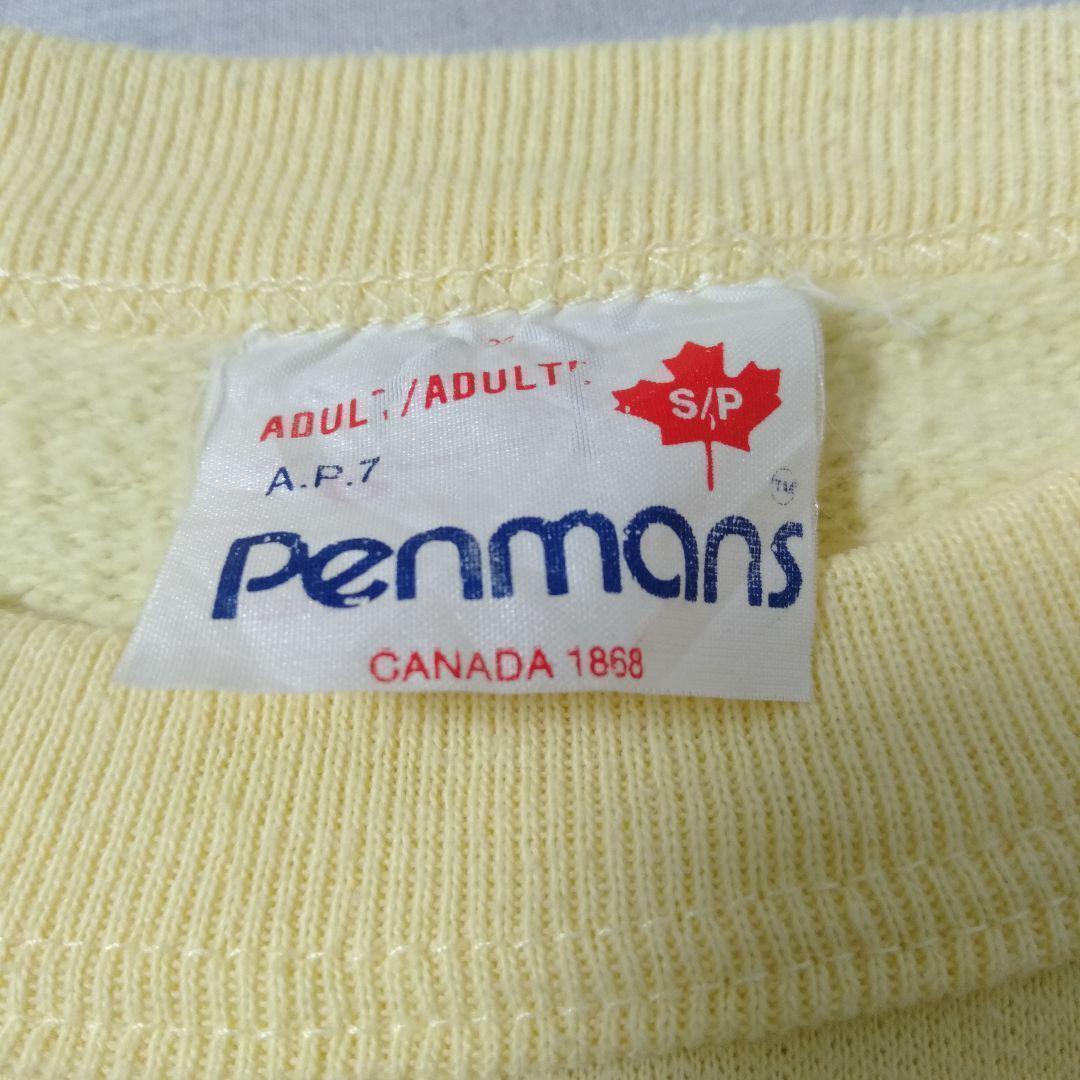 ADULT/ADULTE
S/P
A.P.7
TM
Penmans
CANADA 1868